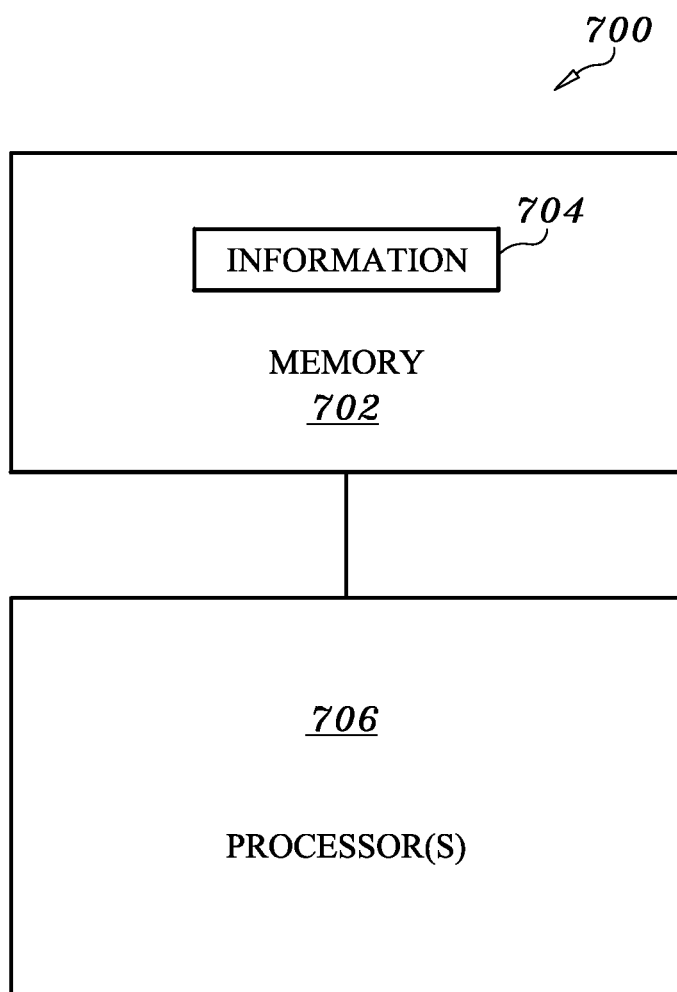 700
704
INFORMATION
MEMORY
702
706
PROCESSOR(S)